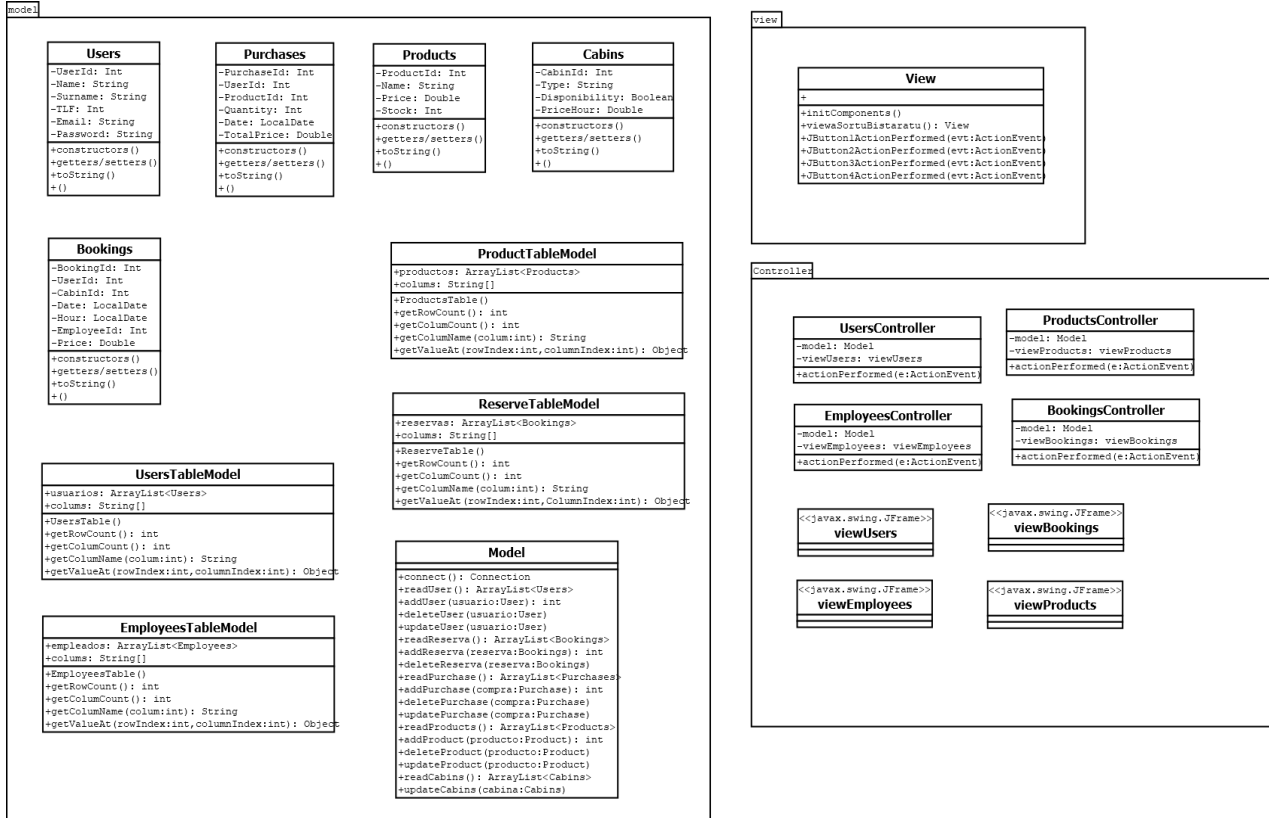 model
Users
-UserId: Int
-Name: String
-Surname: String
-TLF: Int
-Email: String
-Password: String
+constructors()
+getters/setters()
+toString()
+()
Purchases
-PurchaseId: Int
-UserId: Int
-ProductId: Int
-Quantity: Int
-Date: LocalDate
-TotalPrice: Double
+constructors()
+getters/setters()
+toString()
+()
Products
-ProductId: Int
-Name: String
-Price: Double
-Stock: Int
+constructors()
+getters/setters()
+toString()
+()
Cabins
-CabinId: Int
-Type: String
-Disponibility: Boolean
-PriceHour: Double
+constructors()
+getters/setters()
+toString()
+()
Bookings
-BookingId: Int
-UserId: Int
-CabinId: Int
-Date: LocalDate
-Hour: LocalDate
-EmployeeId: Int
-Price: Double
+constructors()
+getters/setters()
+toString()
+()
ProductTableModel
+productos: ArrayList<Products>
+colums: String[]
+ProductsTable()
+getRowCount(): int
+getColumCount(): int
+getColumName(colum:int): String
+getValueAt(rowIndex:int,columnIndex:int): Object
ReserveTableModel
+reservas: ArrayList<Bookings>
+colums: String[]
+ReserveTable()
+getRowCount(): int
+getColumCount(): int
+getColumName(colum:int): String
+getValueAt(rowIndex:int,ColumnIndex:int): Object
UsersTableModel
+usuarios: ArrayList<Users>
+colums: String[]
+UsersTable()
+getRowCount(): int
+getColumCount(): int
+getColumName(colum:int): String
+getValueAt(rowIndex:int,columnIndex:int): Object
EmployeesTableModel
+empleados: ArrayList<Employees>
+colums: String[]
+EmployeesTable()
+getRowCount(): int
+getColumCount(): int
+getColumName(colum:int): String
+getValueAt(rowIndex:int,columnIndex:int): Object
Model
+connect(): Connection
+readUser(): ArrayList<Users>
+addUser(usuario:User): int
+deleteUser(usuario:User)
+updateUser(usuario:User)
+readReserva(): ArrayList<Bookings>
+addReserva(reserva:Bookings): int
+deleteReserva(reserva:Bookings)
+readPurchase(): ArrayList<Purchases>
+addPurchase(compra:Purchase): int
+deletePurchase(compra:Purchase)
+updatePurchase(compra:Purchase)
+readProducts(): ArrayList<Products>
+addProduct(producto:Product): int
+deleteProduct(producto:Product)
+updateProduct(producto:Product)
+readCabins(): ArrayList<Cabins>
+updateCabins(cabina:Cabins)
view
View
+
+initComponents()
+viewaSortuBistaratu(): View
+JButton1ActionPerformed(evt:ActionEvent)
+JButton2ActionPerformed(evt:ActionEvent)
+JButton3ActionPerformed(evt:ActionEvent)
+JButton4ActionPerformed(evt:ActionEvent)
Controller
UsersController
-model: Model
-viewUsers: viewUsers
+actionPerformed(e:ActionEvent)
ProductsController
-model: Model
-viewProducts: viewProducts
+actionPerformed(e:ActionEvent)
EmployeesController
-model: Model
-viewEmployees: viewEmployees
+actionPerformed(e:ActionEvent)
BookingsController
-model: Model
-viewBookings: viewBookings
+actionPerformed(e:ActionEvent)
<<javax.swing.JFrame>>
viewUsers
<<javax.swing.JFrame>>
viewBookings
<<javax.swing.JFrame>>
viewEmployees
<<javax.swing.JFrame>>
viewProducts